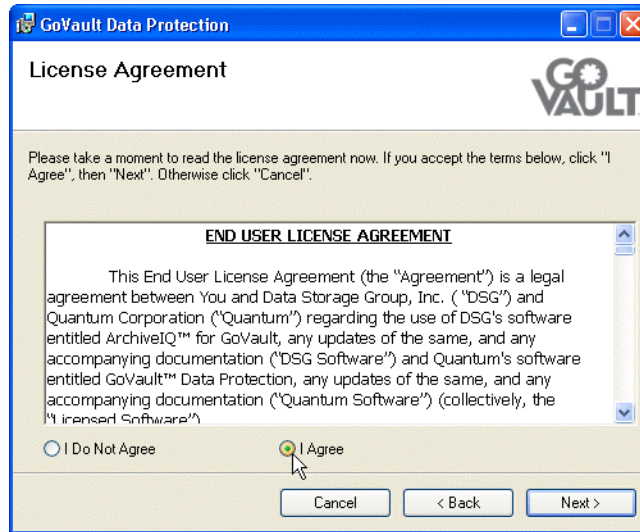 GoVault Data Protection
License Agreement
GO
VAULT
Please take a moment to read the license agreement now. If you accept the terms below, click "I
Agree", then "Next". Otherwise click "Cancel".
END USER LICENSE AGREEMENT
This End User License Agreement (the "Agreement") is a legal
agreement between You and Data Storage Group, Inc. ( "DSG") and
Quantum Corporation ("Quantum") regarding the use of DSG's software
entitled ArchiveIQ™ for GoVault, any updates of the same, and any
accompanying documentation ("DSG Software") and Quantum's software
entitled GoVault™ Data Protection, any updates of the same, and any
accompanying documentation ("Quantum Software") (collectively, the
"Licensed Software")
I Do Not Agree
I Agree
Cancel
< Back
Next >